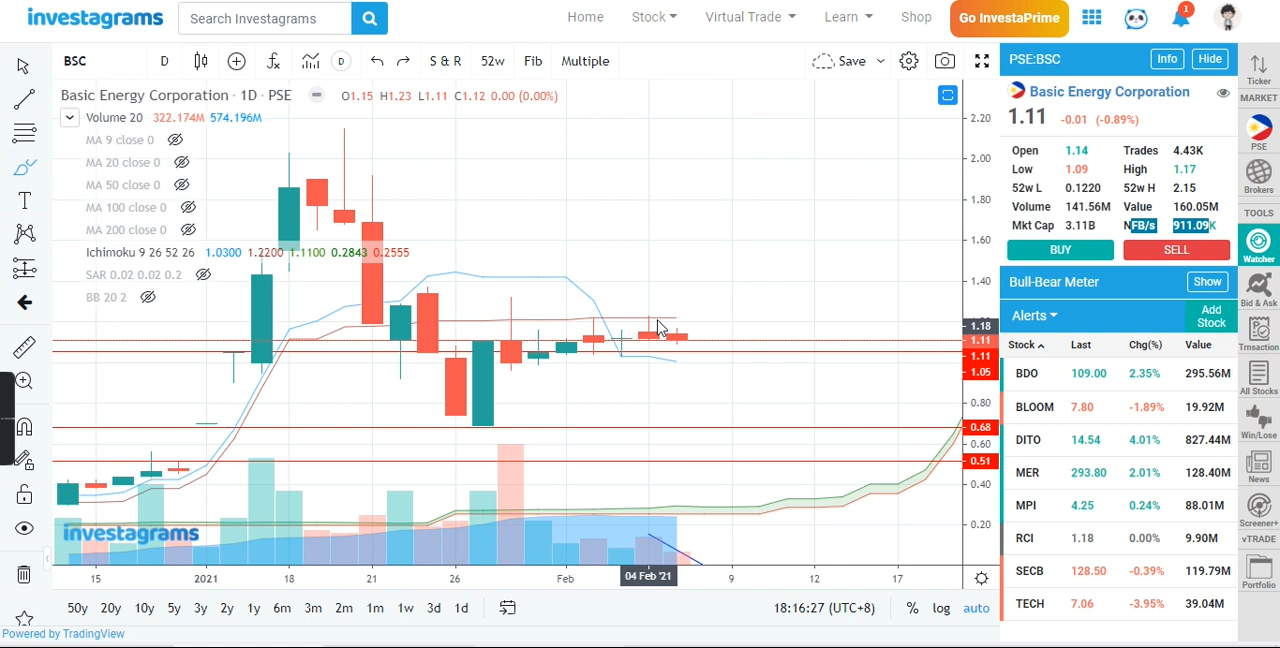 investagrams
Search Investagrams
Home Stock Virtual Trade Learn Shop Go InvestaPrime 1
BSC D D S & R 52w Fib Multiple Save
Basic Energy Corporation · 1D · PSE O1.15 H1.23 L1.11 C1.12 0.00 (0.00%)
Volume 20 322.174M 574.196M
MA 9 close 0
MA 20 close 0
MA 50 close 0
MA 100 close 0
MA 200 close 0
Ichimoku 9 26 52 26 1.0300 1.2200 1.1100 0.2843 0.2555
SAR 0.02 0.02 0.2
BB 20 2
2.20
2.00
1.80
1.60
1.40
1.18
1.11
1.11
1.05
0.80
0.68
0.60
0.51
0.40
0.20
investagrams
15 2021 18 21 26 Feb 04 Feb '21 9 12 17
50y 20y 10y 5y 3y 2y 1y 6m 3m 2m 1m 1w 3d 1d 18:16:27 (UTC+8) % log auto
Powered by TradingView
PSE:BSC Info Hide
Basic Energy Corporation
1.11 -0.01 (-0.89%)
Open 1.14 Trades 4.43K
Low 1.09 High 1.17
52w L 0.1220 52w H 2.15
Volume 141.56M Value 160.05M
Mkt Cap 3.11B NFB/s 911.09K
BUY SELL
Bull-Bear Meter Show
Alerts Add Stock
Stock Last Chg(%) Value
BDO 109.00 2.35% 295.56M
BLOOM 7.80 -1.89% 19.92M
DITO 14.54 4.01% 827.44M
MER 293.80 2.01% 128.40M
MPI 4.25 0.24% 88.01M
RCI 1.18 0.00% 9.90M
SECB 128.50 -0.39% 119.79M
TECH 7.06 -3.95% 39.04M
Ticker
MARKET
PSE
Brokers
TOOLS
Watcher
Bid & Ask
Trnsaction
All Stocks
Win/Lose
News
Screener+
vTRADE
Portfolio